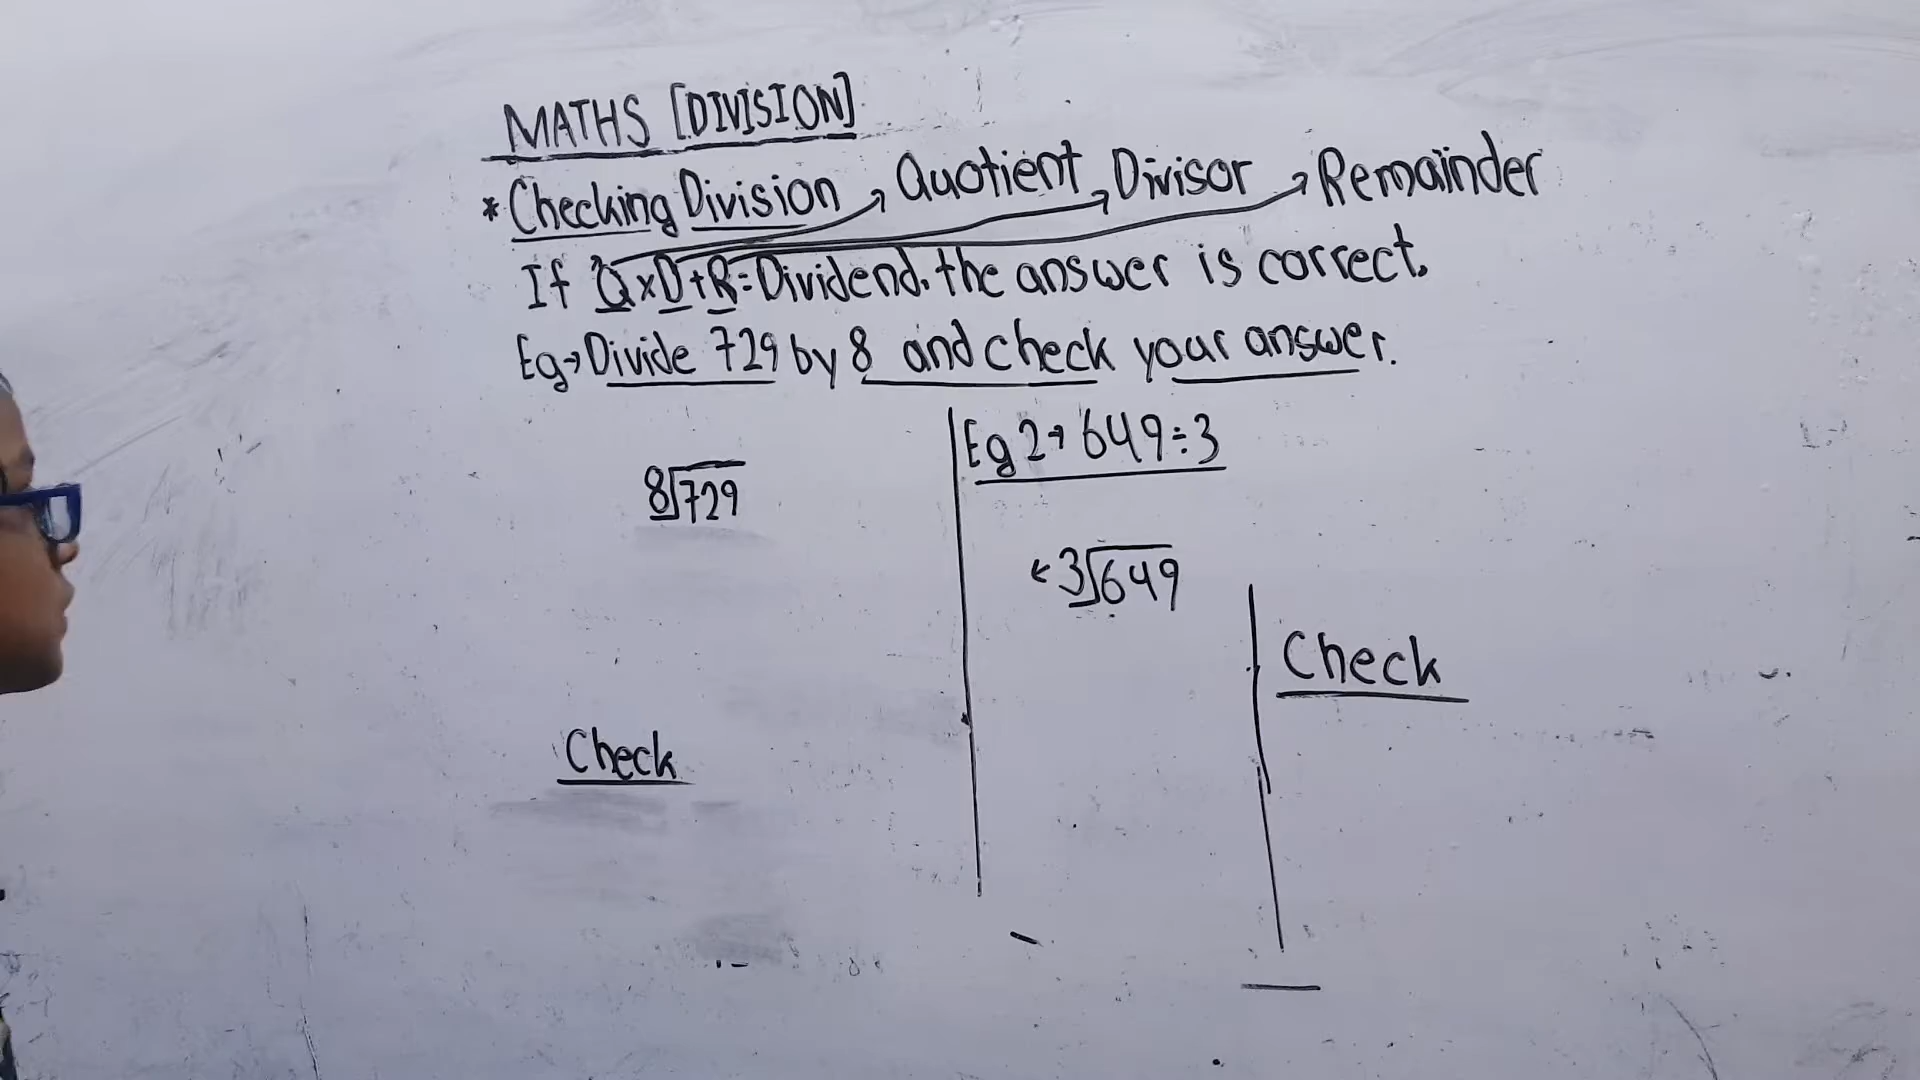 MATHS [DIVISION]
* Checking Division → Quotient → Divisor → Remainder
If Q×D+R=Dividend, the answer is correct.
Eg→Divide 729 by 8 and check your answer.
8)729
Check
Eg 2→ 649÷3
3)649
Check